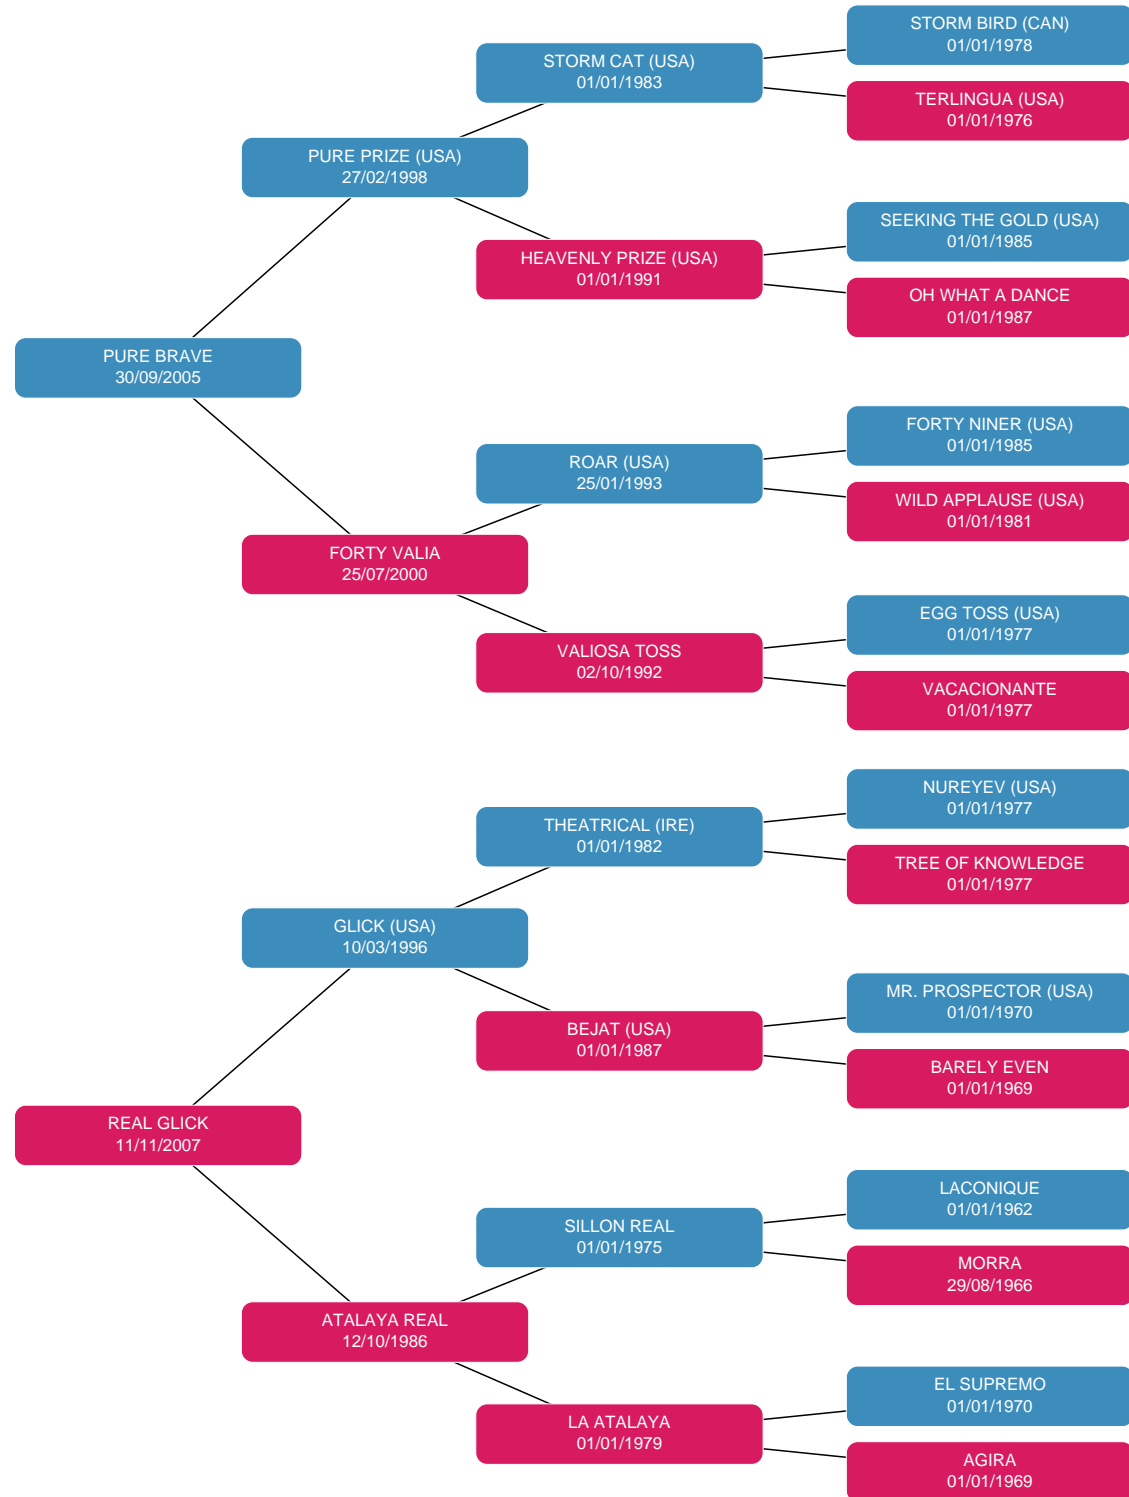 STORM BIRD (CAN)
01/01/1978
STORM CAT (USA)
01/01/1983
TERLINGUA (USA)
01/01/1976
PURE PRIZE (USA)
27/02/1998
SEEKING THE GOLD (USA)
01/01/1985
HEAVENLY PRIZE (USA)
01/01/1991
OH WHAT A DANCE
01/01/1987
PURE BRAVE
30/09/2005
FORTY NINER (USA)
01/01/1985
ROAR (USA)
25/01/1993
WILD APPLAUSE (USA)
01/01/1981
FORTY VALIA
25/07/2000
EGG TOSS (USA)
01/01/1977
VALIOSA TOSS
02/10/1992
VACACIONANTE
01/01/1977
NUREYEV (USA)
01/01/1977
THEATRICAL (IRE)
01/01/1982
TREE OF KNOWLEDGE
01/01/1977
GLICK (USA)
10/03/1996
MR. PROSPECTOR (USA)
01/01/1970
BEJAT (USA)
01/01/1987
BARELY EVEN
01/01/1969
REAL GLICK
11/11/2007
LACONIQUE
01/01/1962
SILLON REAL
01/01/1975
MORRA
29/08/1966
ATALAYA REAL
12/10/1986
EL SUPREMO
01/01/1970
LA ATALAYA
01/01/1979
AGIRA
01/01/1969